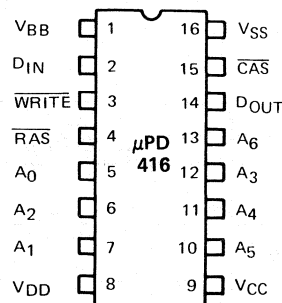 VBB 1 16 VSS
DIN 2 15 CAS
WRITE 3 14 DOUT
RAS 4 μPD 13 A6
A0 5 416 12 A3
A2 6 11 A4
A1 7 10 A5
VDD 8 9 VCC